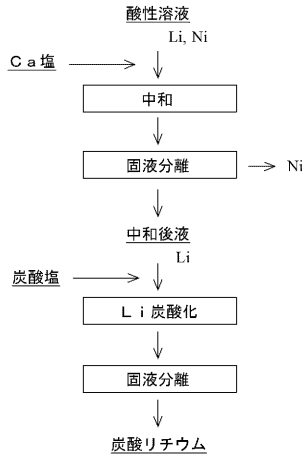 酸性溶液
Li, Ni
Ca塩
中和
固液分離
Ni
中和後液
Li
炭酸塩
Li炭酸化
固液分離
炭酸リチウム